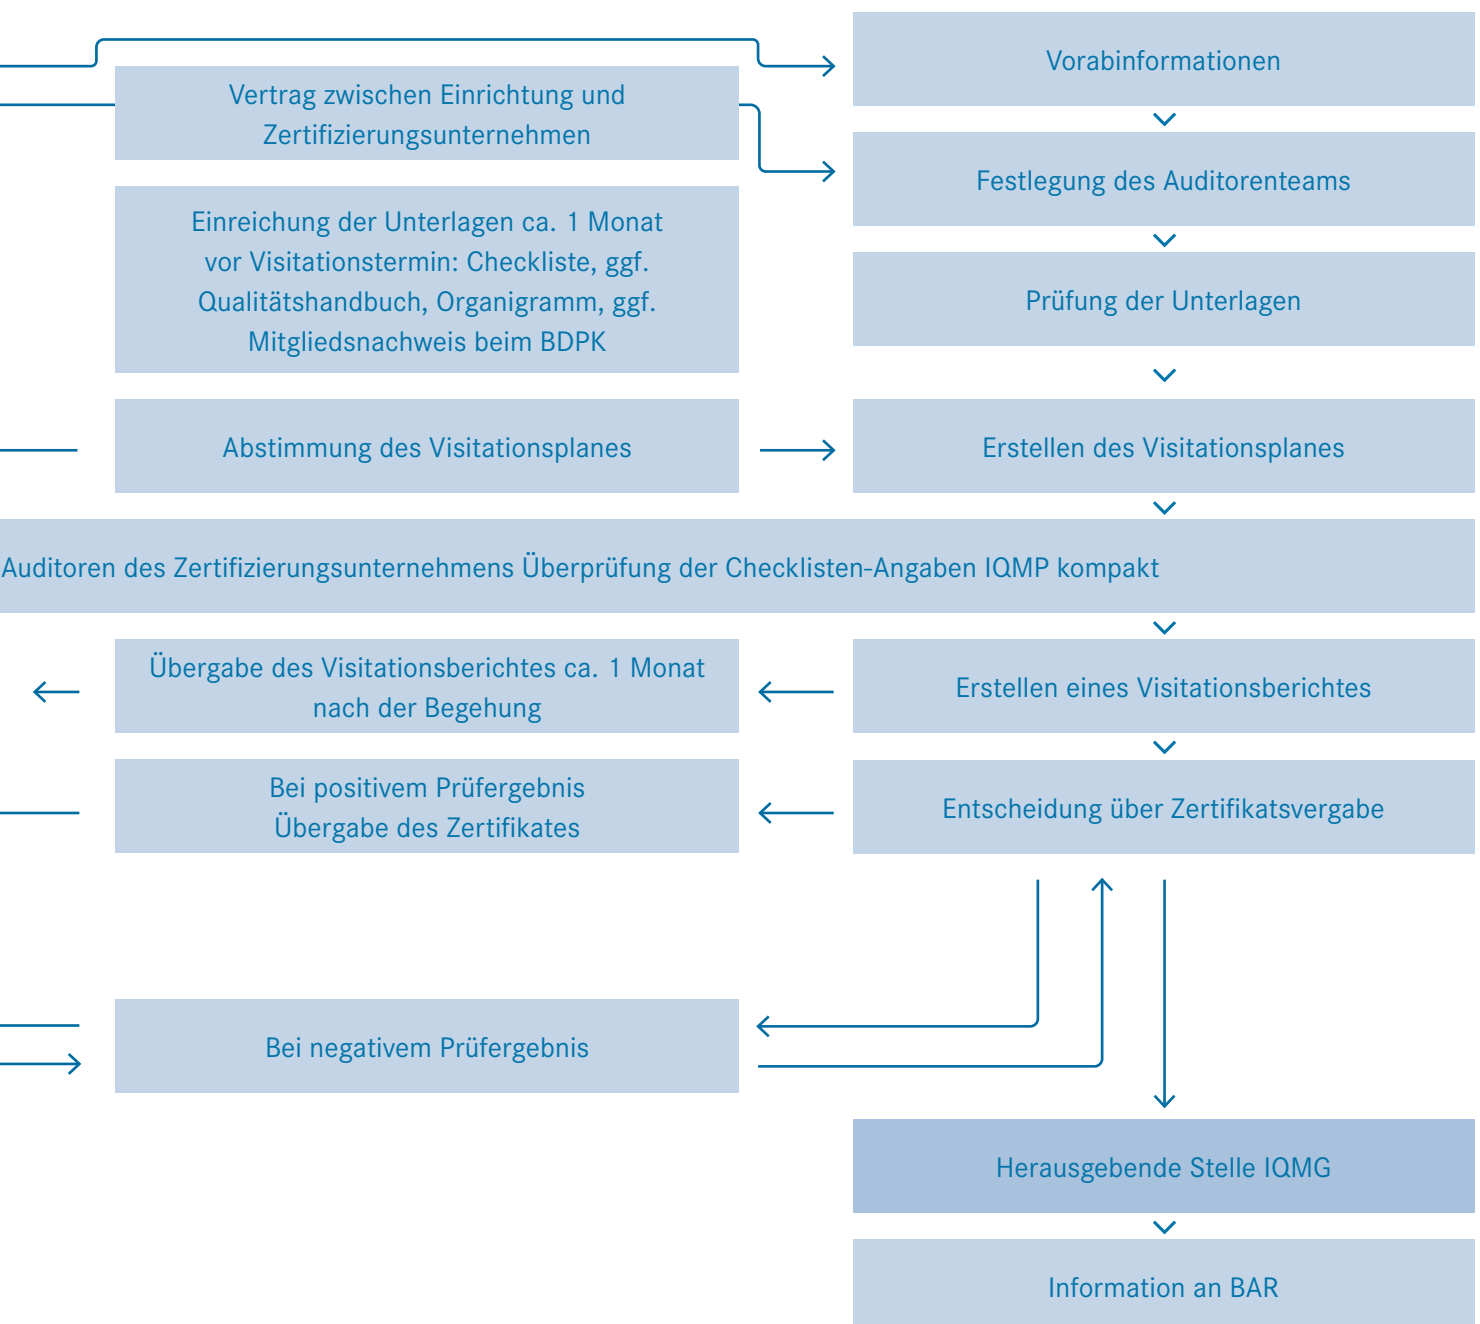 Vorabinformationen
Vertrag zwischen Einrichtung und
Zertifizierungsunternehmen
Festlegung des Auditorenteams
Einreichung der Unterlagen ca. 1 Monat
vor Visitationstermin: Checkliste, ggf.
Qualitätshandbuch, Organigramm, ggf.
Mitgliedsnachweis beim BDPK
Prüfung der Unterlagen
Abstimmung des Visitationsplanes
Erstellen des Visitationsplanes
Auditoren des Zertifizierungsunternehmens Überprüfung der Checklisten-Angaben IQMP kompakt
Übergabe des Visitationsberichtes ca. 1 Monat
nach der Begehung
Erstellen eines Visitationsberichtes
Bei positivem Prüfergebnis
Übergabe des Zertifikates
Entscheidung über Zertifikatsvergabe
Bei negativem Prüfergebnis
Herausgebende Stelle IQMG
Information an BAR